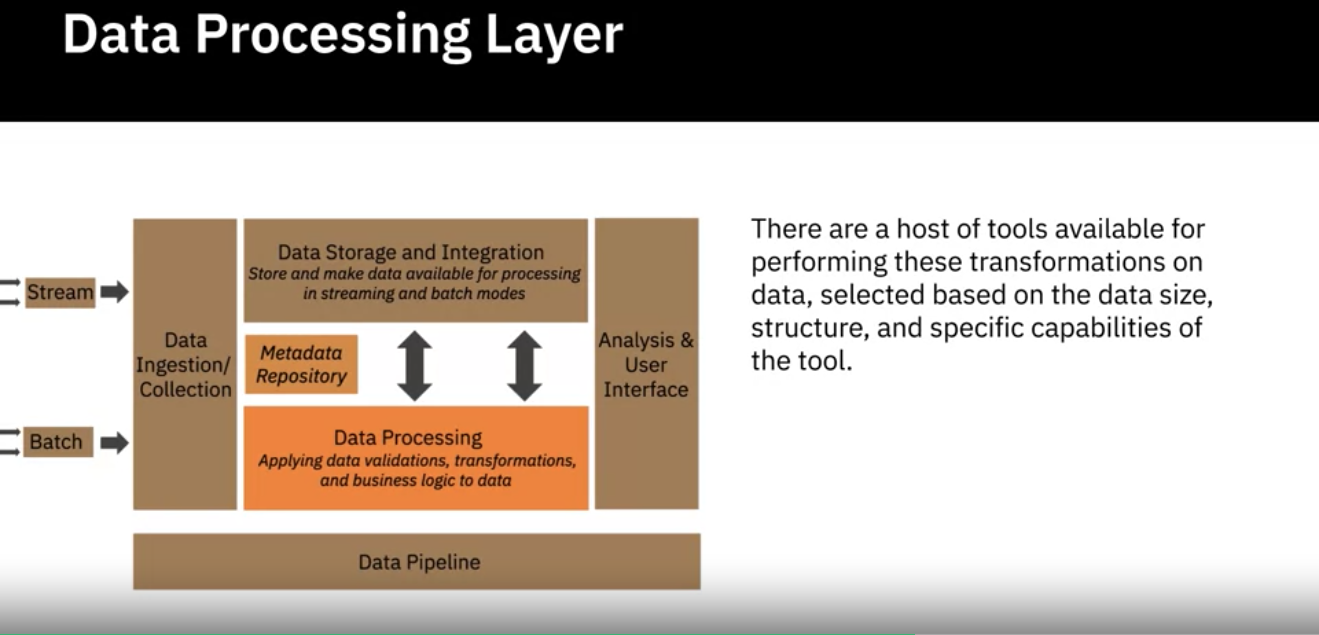 Data Processing Layer
Stream
Batch
Data
Ingestion/
Collection
Data Storage and Integration
Store and make data available for processing
in streaming and batch modes
Metadata
Repository
Data Processing
Applying data validations, transformations,
and business logic to data
Analysis &
User
Interface
Data Pipeline
There are a host of tools available for
performing these transformations on
data, selected based on the data size,
structure, and specific capabilities of
the tool.